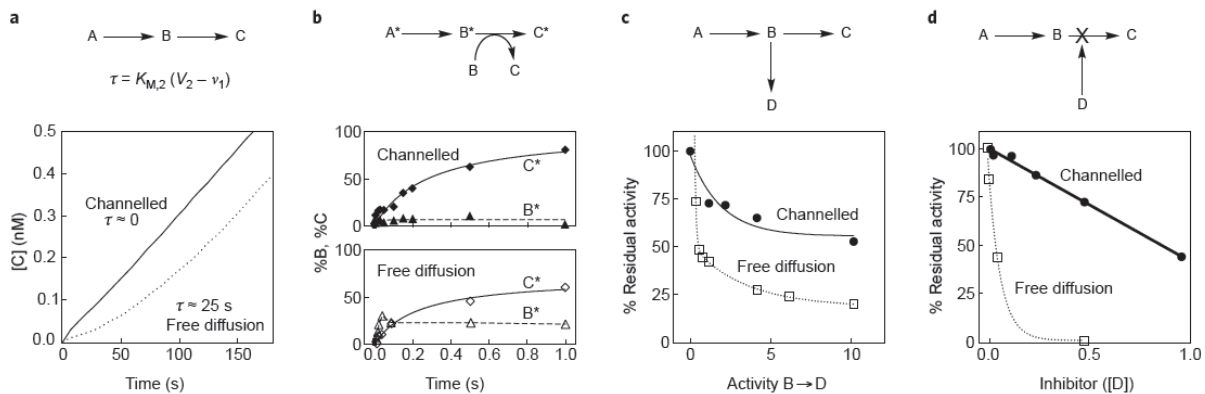 a
A → B → C
τ = K_M,2 (V_2 – ν_1)
[C] (nM)
0.5
0.4
0.3
0.2
0.1
0.0
Channelled
τ ≈ 0
τ ≈ 25 s
Free diffusion
0 50 100 150
Time (s)
b
A* → B* → C*
B C
%B, %C
100
50
0
Channelled
C*
B*
100
50
0
Free diffusion
C*
B*
0.0 0.2 0.4 0.6 0.8 1.0
Time (s)
c
A → B → C
D
% Residual activity
100
75
50
25
Channelled
Free diffusion
0 5 10
Activity B → D
d
A → B X C
D
% Residual activity
100
75
50
25
0
Channelled
Free diffusion
0.0 0.5 1.0
Inhibitor ([D])